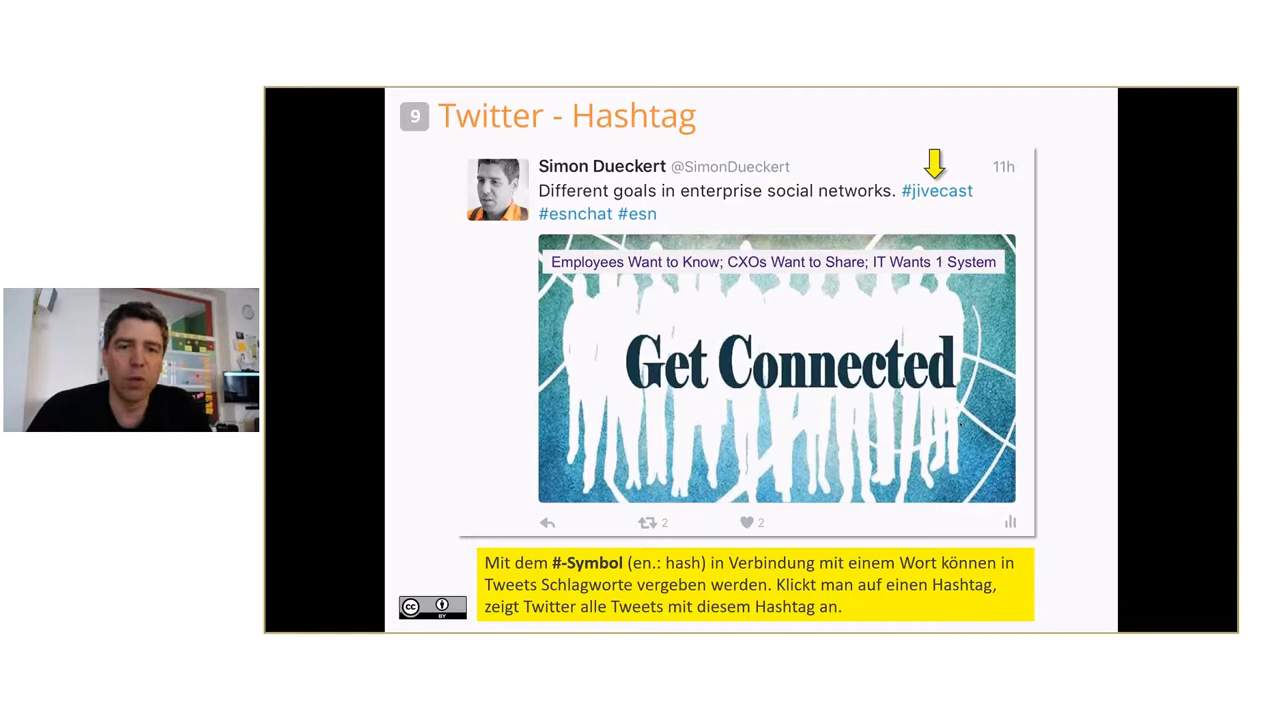 9 Twitter - Hashtag
Simon Dueckert @SimonDueckert 11h
Different goals in enterprise social networks. #jivecast
#esnchat #esn
Employees Want to Know; CXOs Want to Share; IT Wants 1 System
Get Connected
2 2
Mit dem #-Symbol (en.: hash) in Verbindung mit einem Wort können in
Tweets Schlagworte vergeben werden. Klickt man auf einen Hashtag,
zeigt Twitter alle Tweets mit diesem Hashtag an.
cc
BY